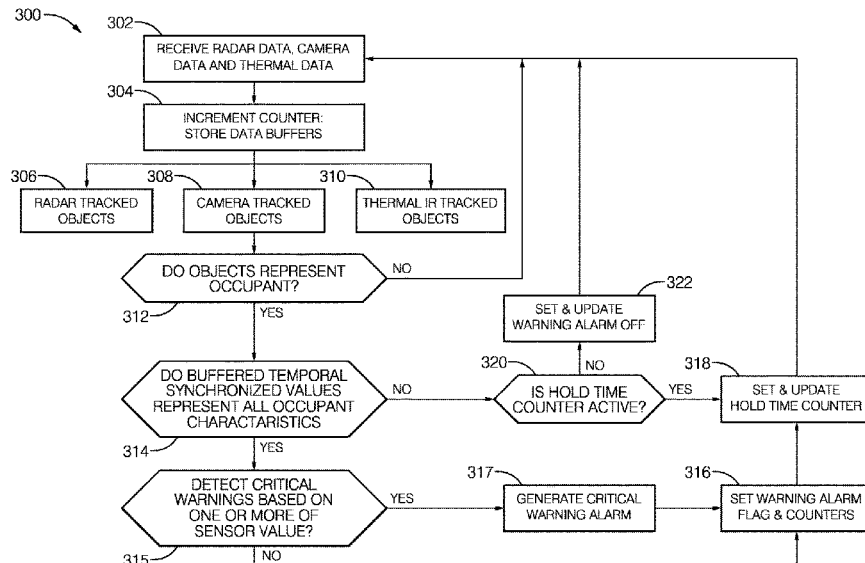 300
302
RECEIVE RADAR DATA, CAMERA
DATA AND THERMAL DATA
304
INCREMENT COUNTER:
STORE DATA BUFFERS
306
RADAR TRACKED
OBJECTS
308
CAMERA TRACKED
OBJECTS
310
THERMAL IR TRACKED
OBJECTS
DO OBJECTS REPRESENT
OCCUPANT?
NO
312
YES
322
SET & UPDATE
WARNING ALARM OFF
DO BUFFERED TEMPORAL
SYNCHRONIZED VALUES
REPRESENT ALL OCCUPANT
CHARACTARISTICS
NO
314
YES
320
NO
IS HOLD TIME
COUNTER ACTIVE?
YES
318
SET & UPDATE
HOLD TIME COUNTER
DETECT CRITICAL
WARNINGS BASED ON
ONE OR MORE OF
SENSOR VALUE?
YES
315
NO
317
GENERATE CRITICAL
WARNING ALARM
316
SET WARNING ALARM
FLAG & COUNTERS